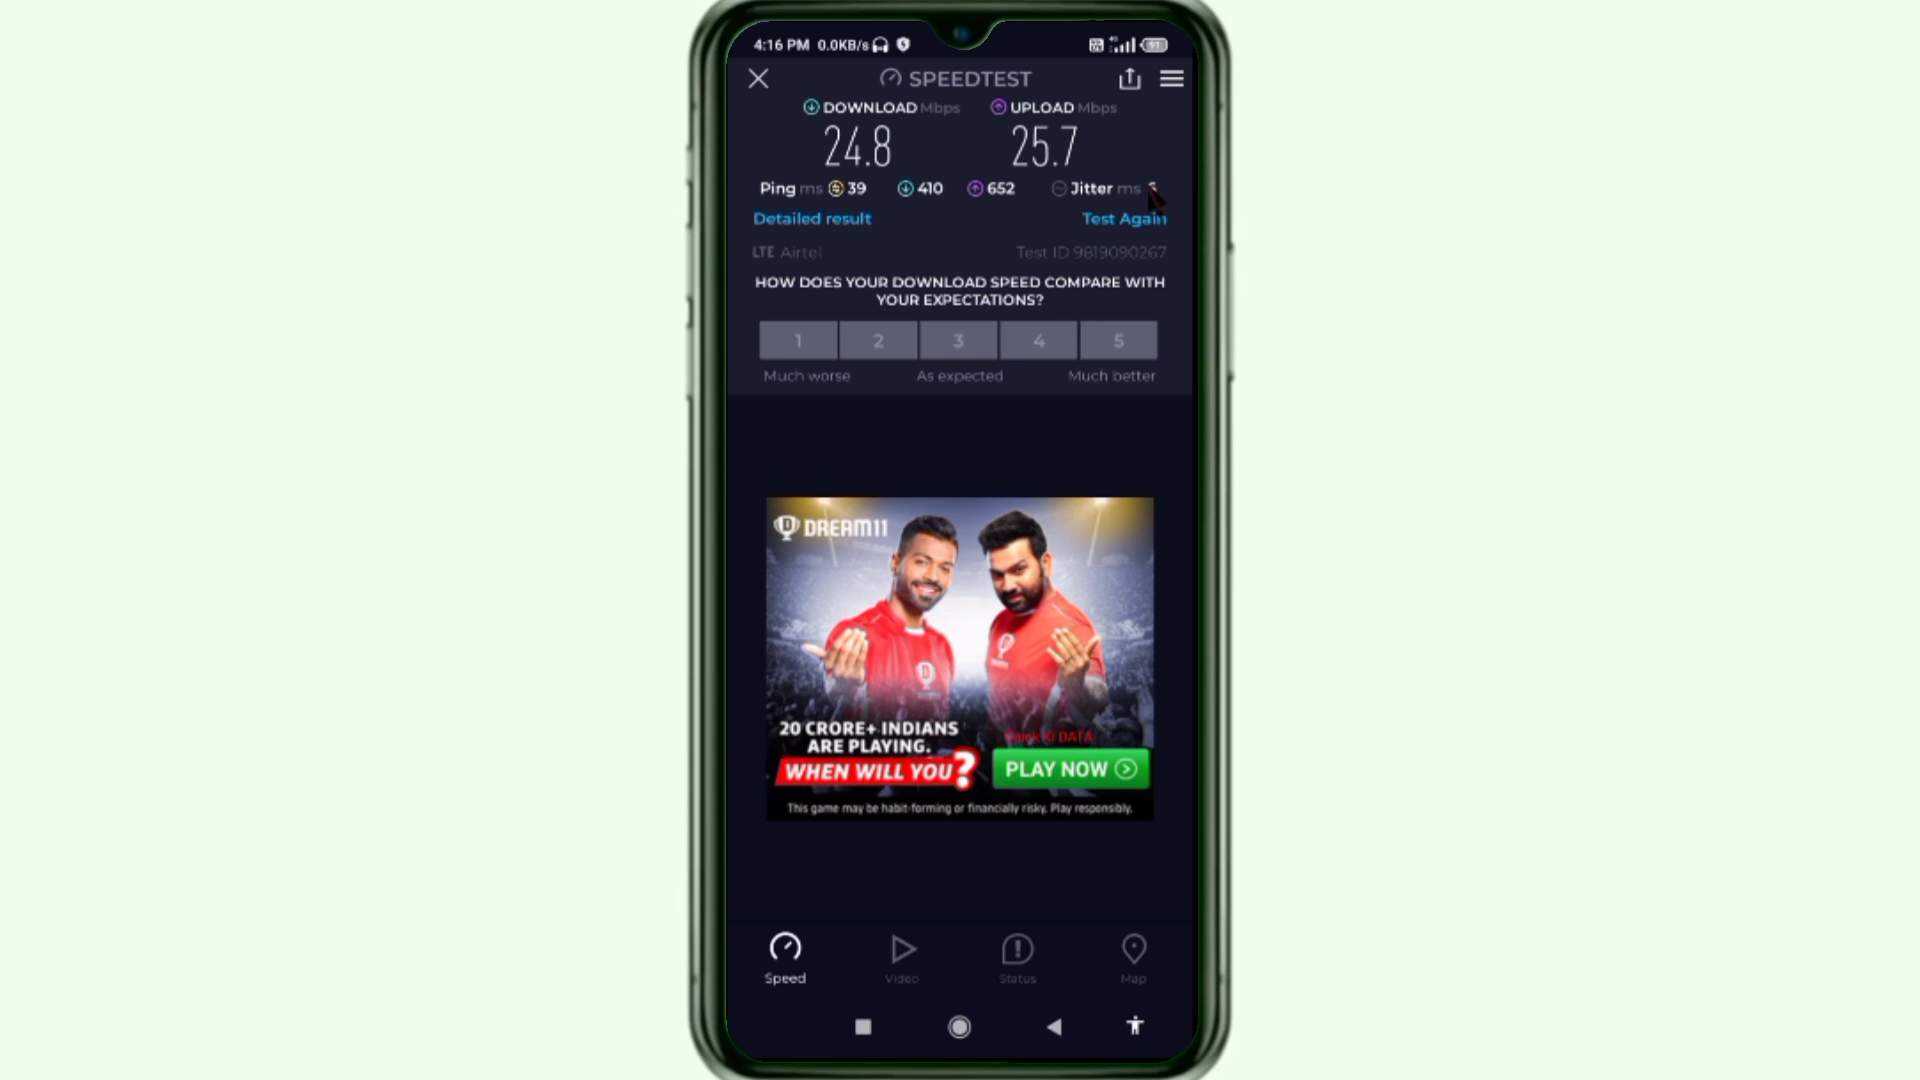 4:16 PM 0.0KB/s 91
SPEEDTEST
DOWNLOAD Mbps UPLOAD Mbps
24.8 25.7
Ping ms 39 410 652 Jitter ms
Detailed result Test Again
LTE Airtel Test ID 9819090267
HOW DOES YOUR DOWNLOAD SPEED COMPARE WITH
YOUR EXPECTATIONS?
1 2 3 4 5
Much worse As expected Much better
DREAM11
20 CRORE+ INDIANS
ARE PLAYING.
WHEN WILL YOU?
KI DATA
PLAY NOW
This game may be habit-forming or financially risky. Play responsibly.
Speed Video Status Map